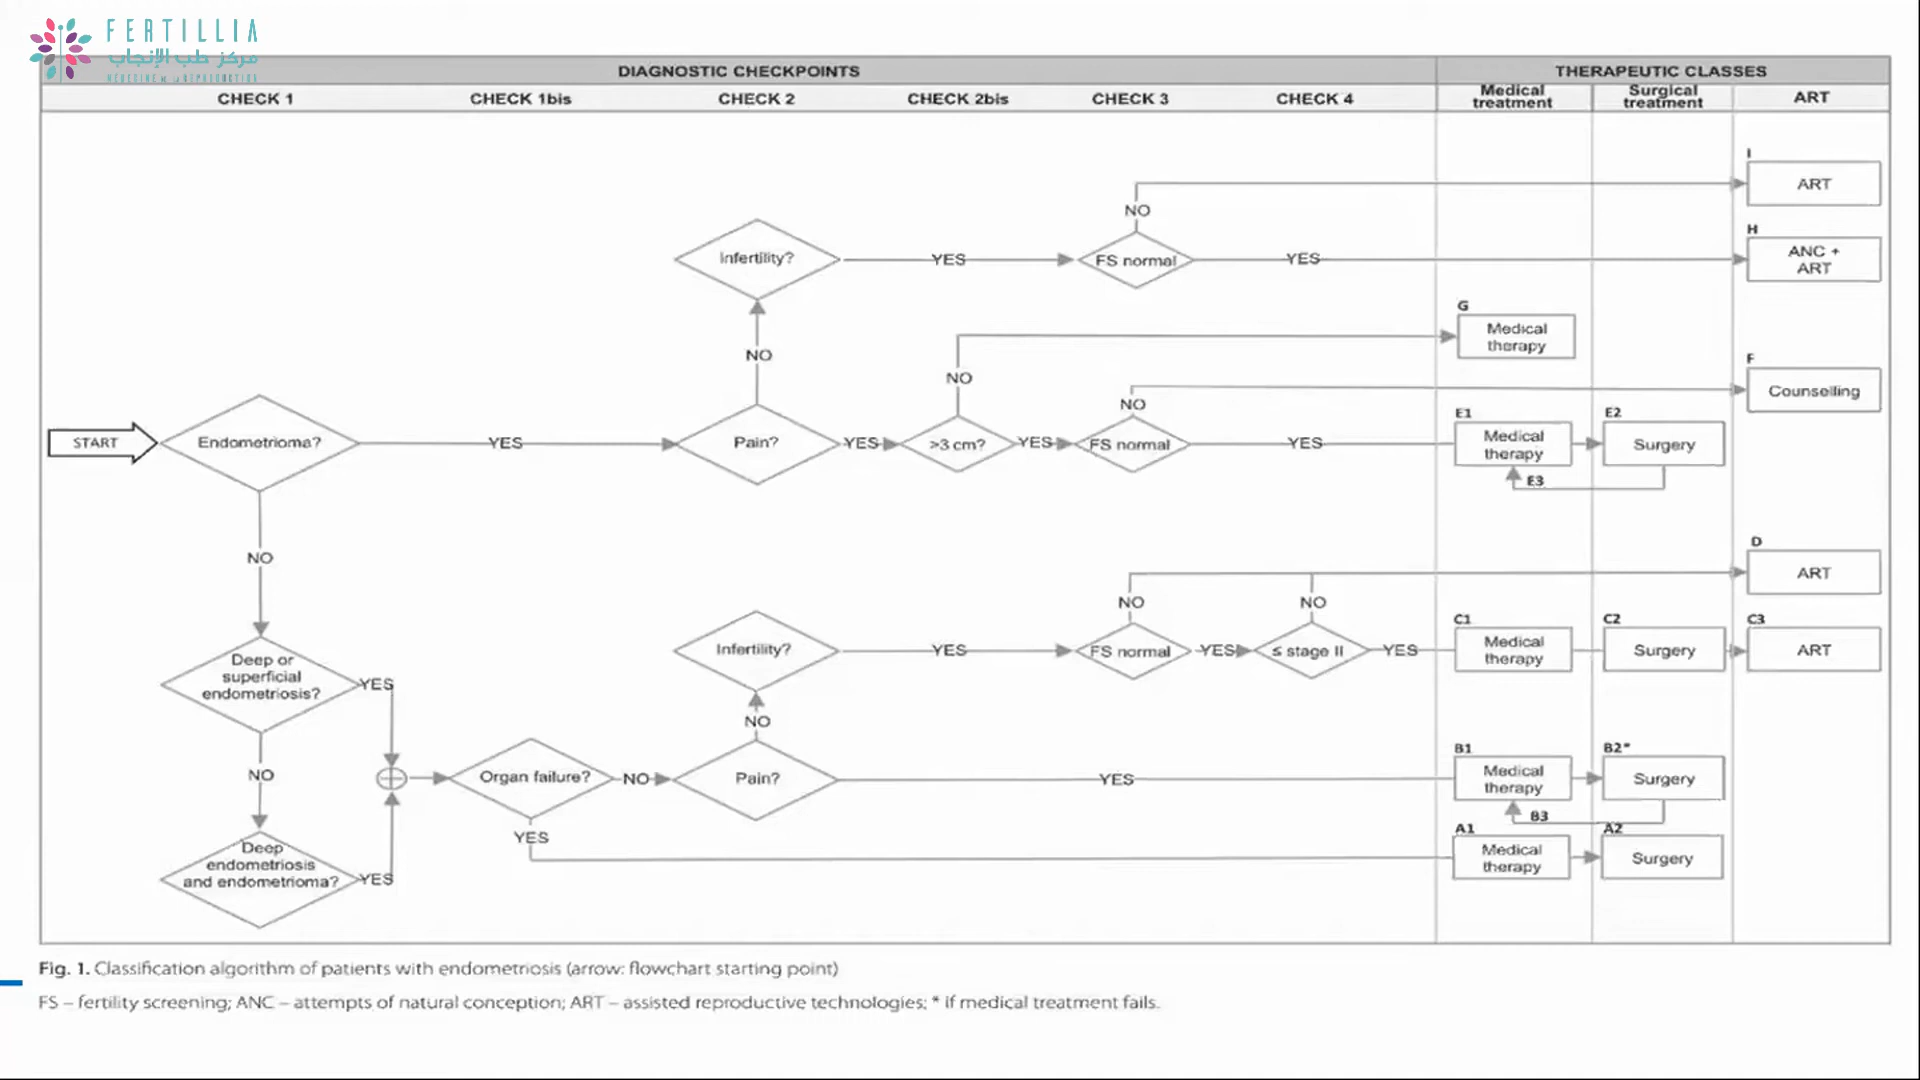 FERTILLIA
مركز طب الإنجاب
MÉDECINE DE LA REPRODUCTION
DIAGNOSTIC CHECKPOINTS
THERAPEUTIC CLASSES
CHECK 1
CHECK 1bis
CHECK 2
CHECK 2bis
CHECK 3
CHECK 4
Medical
treatment
Surgical
treatment
ART
I
ART
NO
H
Infertility?
YES
FS normal
YES
ANC +
ART
G
Medical
therapy
NO
F
NO
NO
Counselling
E1
E2
START
Endometrioma?
YES
Pain?
YES
>3 cm?
YES
FS normal
YES
Medical
therapy
Surgery
E3
NO
D
ART
NO
NO
C1
C2
C3
Infertility?
YES
FS normal
YES
≤ stage II
YES
Medical
therapy
Surgery
ART
Deep or
superficial
endometriosis?
YES
NO
B1
B2*
NO
Organ failure?
NO
Pain?
YES
Medical
therapy
Surgery
B3
YES
A1
A2
Medical
therapy
Surgery
Deep
endometriosis
and endometrioma?
YES
Fig. 1. Classification algorithm of patients with endometriosis (arrow: flowchart starting point)
FS – fertility screening; ANC – attempts of natural conception; ART – assisted reproductive technologies; * if medical treatment fails.